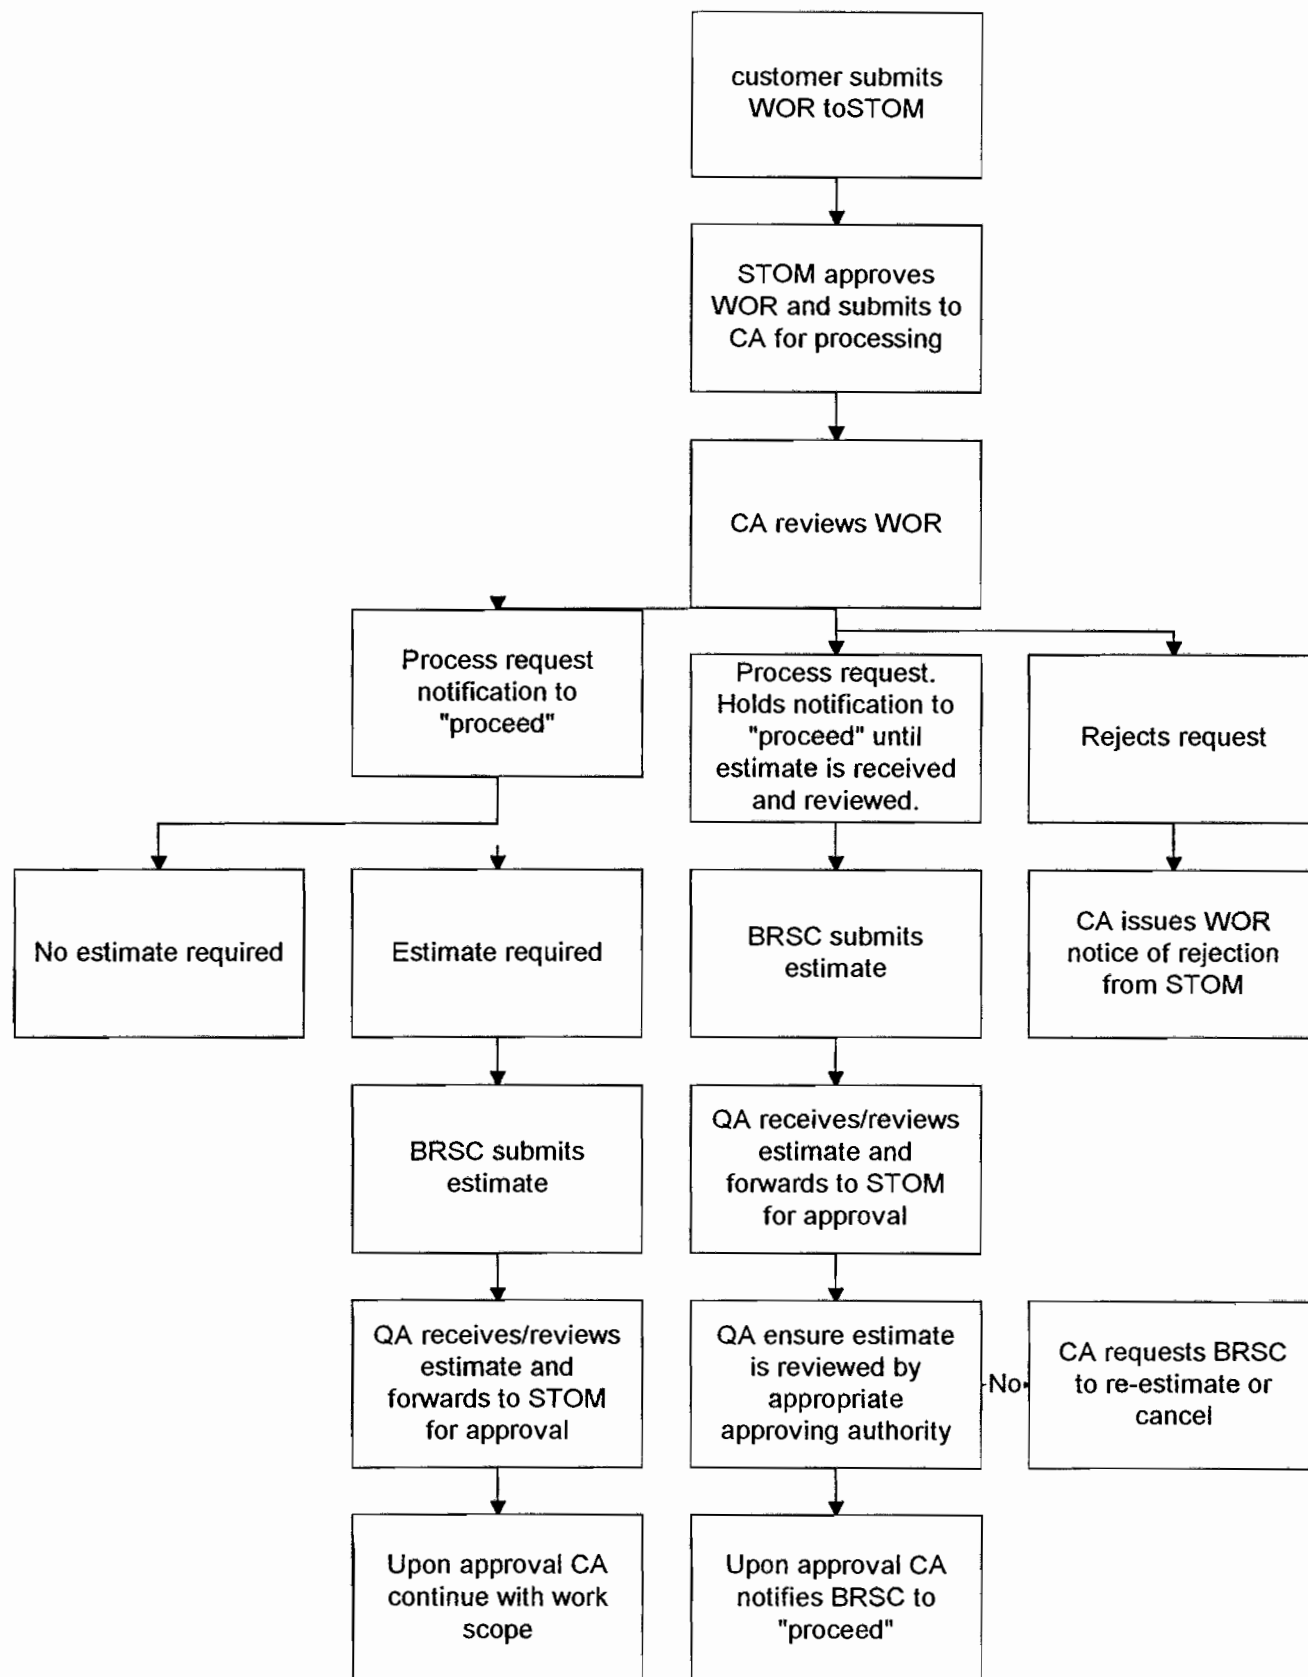 customer submits
WOR toSTOM
STOM approves
WOR and submits to
CA for processing
CA reviews WOR
Process request
notification to
"proceed"
Process request.
Holds notification to
"proceed" until
estimate is received
and reviewed.
Rejects request
No estimate required
Estimate required
BRSC submits
estimate
CA issues WOR
notice of rejection
from STOM
BRSC submits
estimate
QA receives/reviews
estimate and
forwards to STOM
for approval
QA receives/reviews
estimate and
forwards to STOM
for approval
QA ensure estimate
is reviewed by
appropriate
approving authority
No
CA requests BRSC
to re-estimate or
cancel
Upon approval CA
continue with work
scope
Upon approval CA
notifies BRSC to
"proceed"